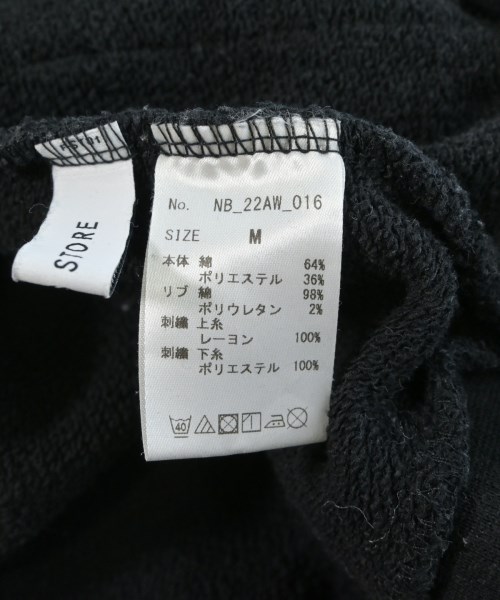 No. NB_22AW_016
SIZE M
本体 綿 64%
ポリエステル 36%
リブ 綿 98%
ポリウレタン 2%
刺繍 上糸
レーヨン 100%
刺繍 下糸
ポリエステル 100%
40
STORE